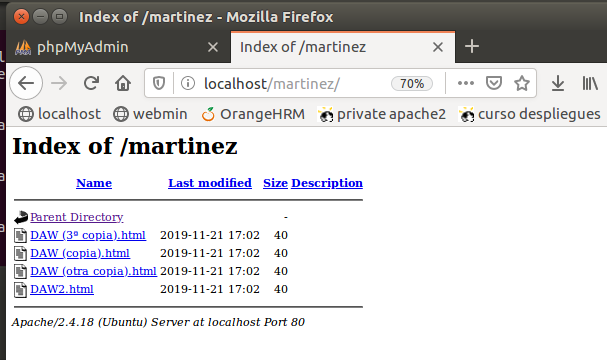 Index of /martinez - Mozilla Firefox
phpMyAdmin
Index of /martinez
localhost/martinez/
70%
localhost
webmin
OrangeHRM
private apache2
curso despliegues
Index of /martinez
Name Last modified Size Description
Parent Directory -
DAW (3ª copia).html 2019-11-21 17:02 40
DAW (copia).html 2019-11-21 17:02 40
DAW (otra copia).html 2019-11-21 17:02 40
DAW2.html 2019-11-21 17:02 40
Apache/2.4.18 (Ubuntu) Server at localhost Port 80